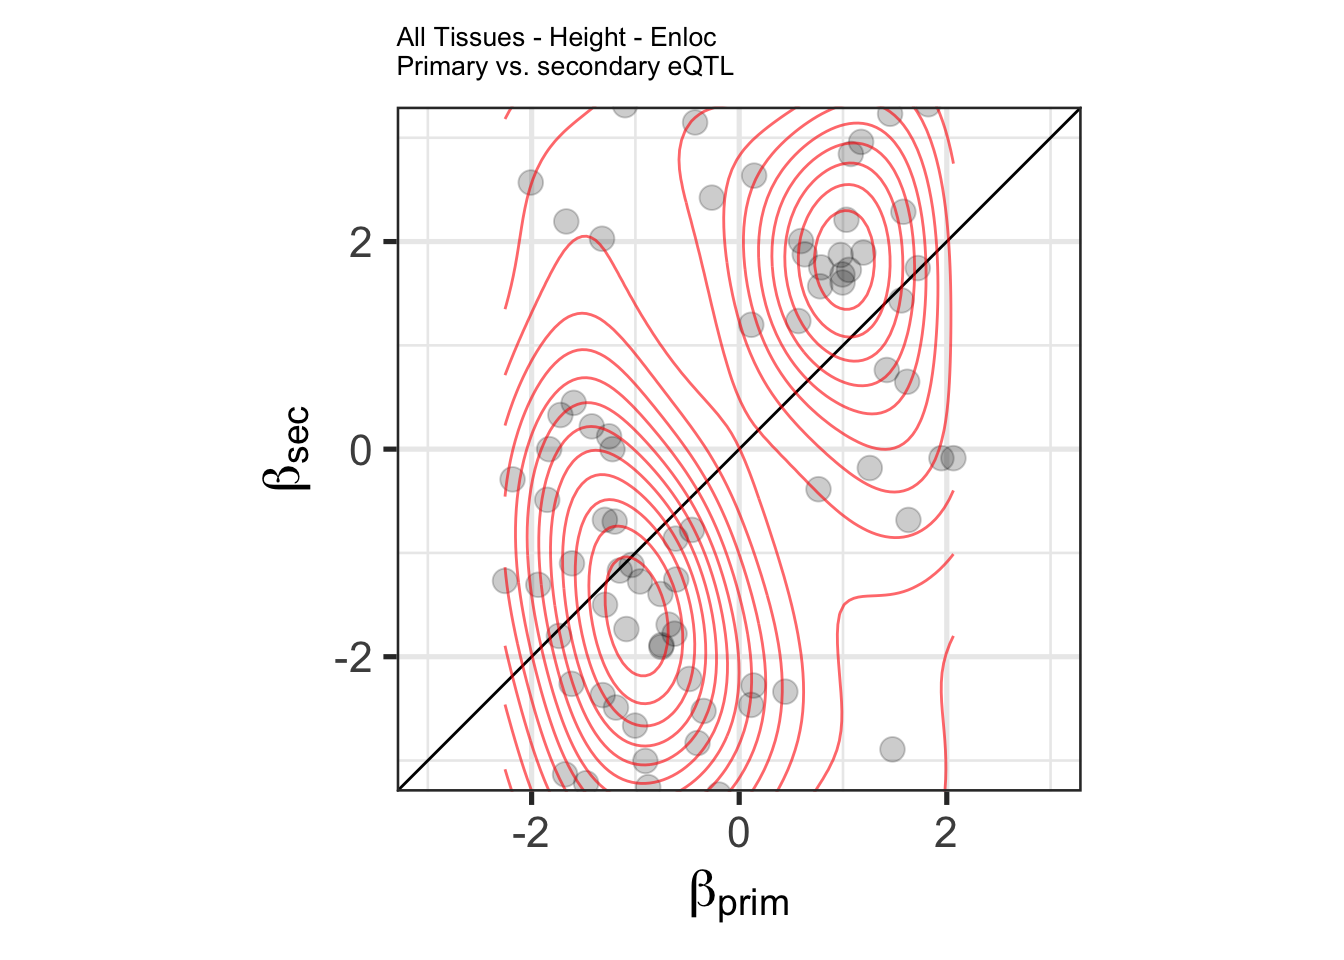 All Tissues - Height - Enloc
Primary vs. secondary eQTL
2
0
-2
βsec
-2 0 2
βprim